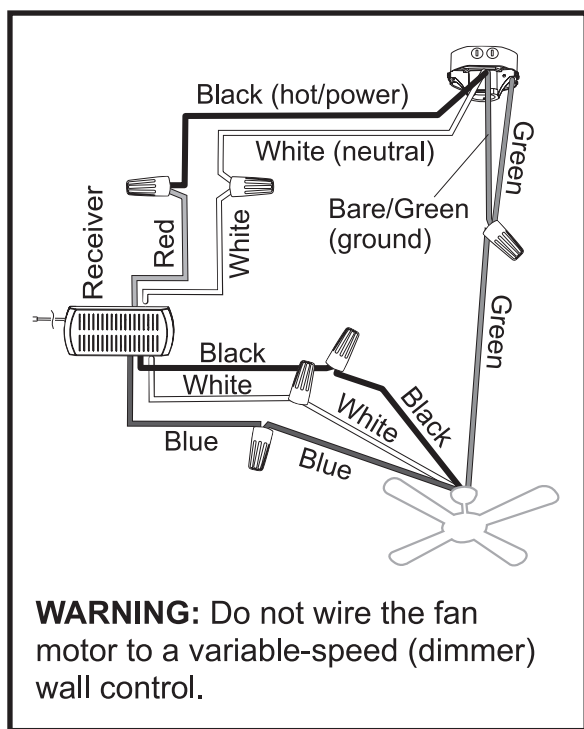 Black (hot/power)
White (neutral)
Green
Bare/Green
(ground)
Receiver
Red
White
Green
Black
White
White
Black
Blue
Blue
WARNING: Do not wire the fan
motor to a variable-speed (dimmer)
wall control.